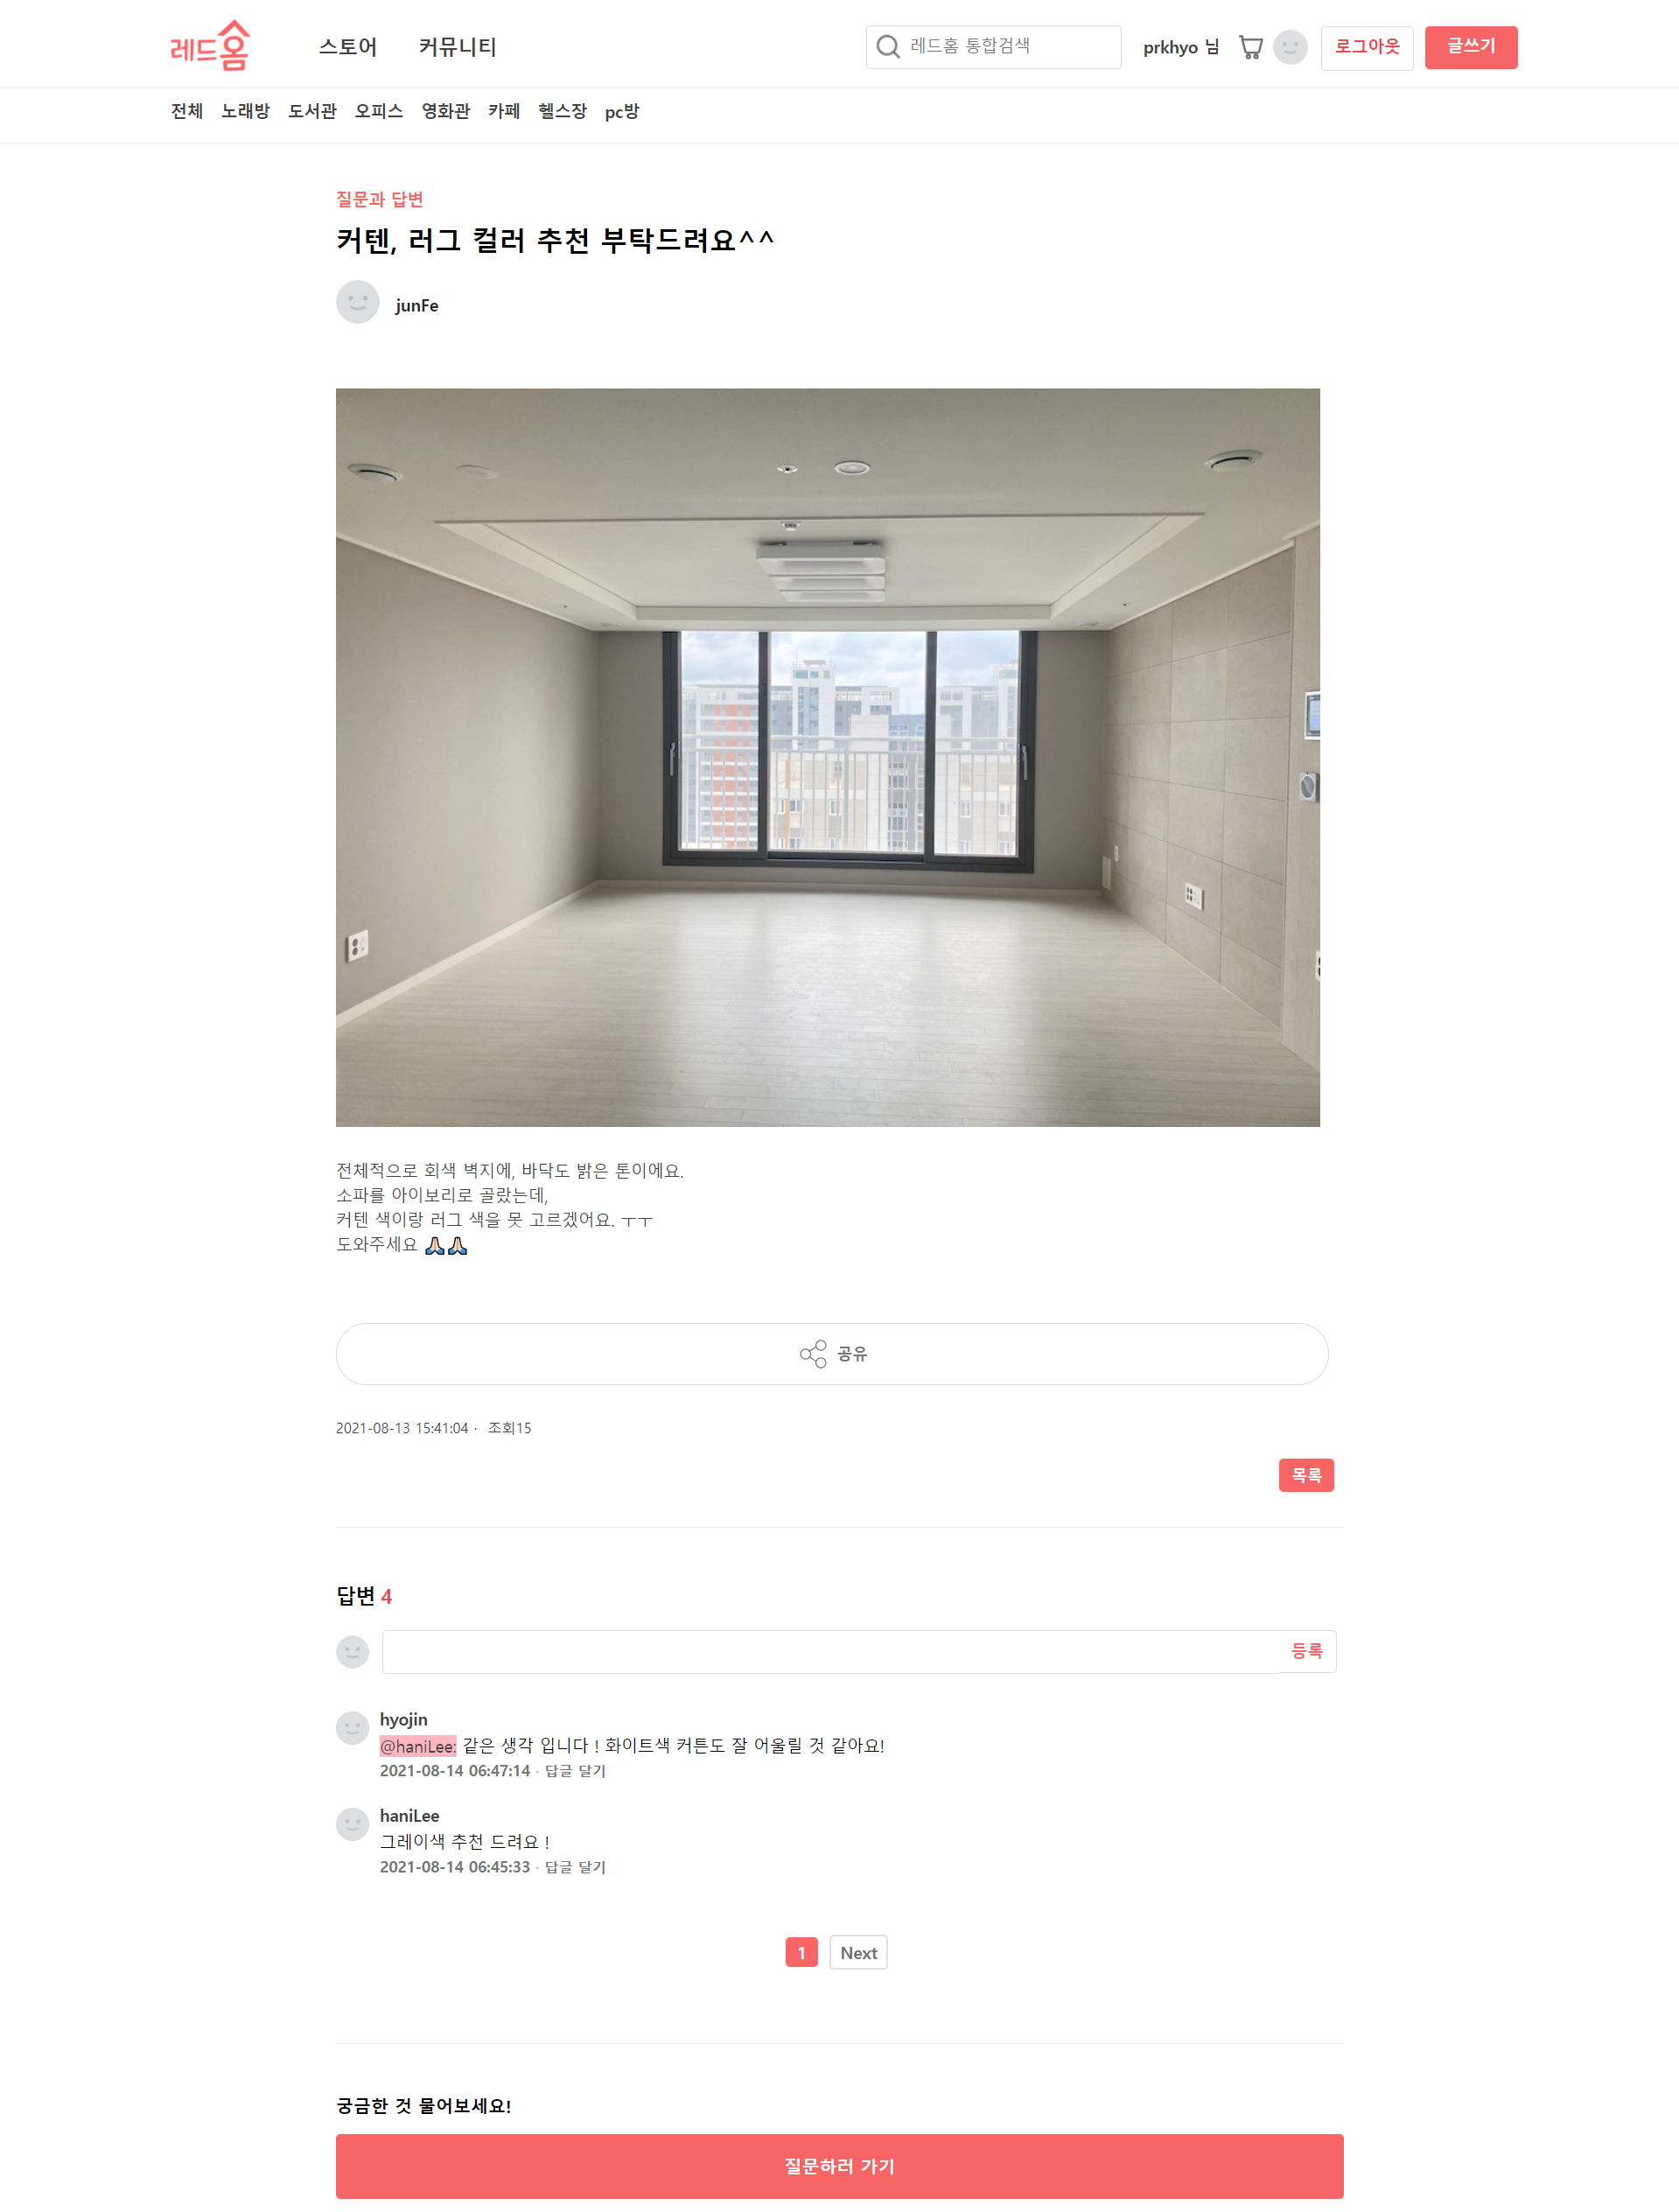 레드홈
스토어 커뮤니티
레드홈 통합검색
prkhyo 님
로그아웃
글쓰기
전체 노래방 도서관 오피스 영화관 카페 헬스장 pc방
질문과 답변
커텐, 러그 컬러 추천 부탁드려요^^
junFe
전체적으로 회색 벽지에, 바닥도 밝은 톤이에요.
소파를 아이보리로 골랐는데,
커텐 색이랑 러그 색을 못 고르겠어요. ㅜㅜ
도와주세요 🙏🏻🙏🏻
공유
2021-08-13 15:41:04 · 조회15
목록
답변 4
등록
hyojin
@haniLee: 같은 생각 입니다 ! 화이트색 커튼도 잘 어울릴 것 같아요!
2021-08-14 06:47:14 · 답글 달기
haniLee
그레이색 추천 드려요 !
2021-08-14 06:45:33 · 답글 달기
1 Next
궁금한 것 물어보세요!
질문하러 가기